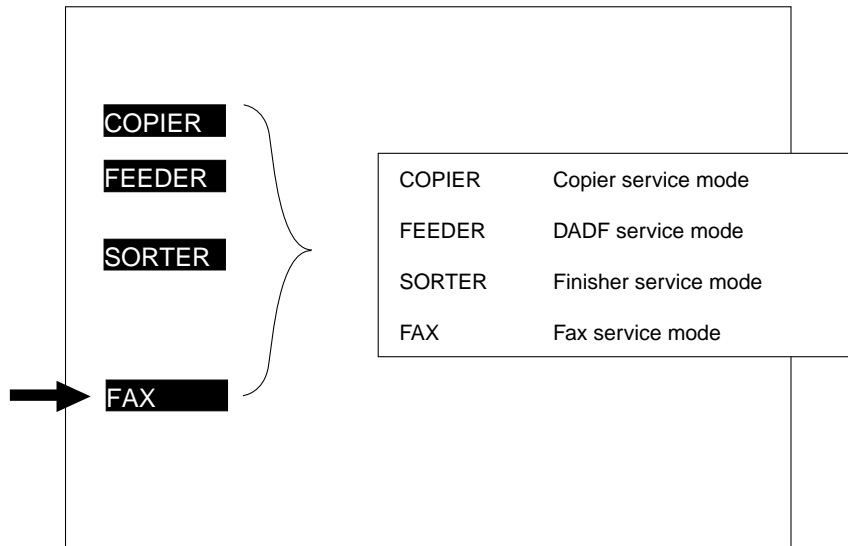 COPIER
FEEDER
SORTER
FAX
COPIER Copier service mode
FEEDER DADF service mode
SORTER Finisher service mode
FAX Fax service mode